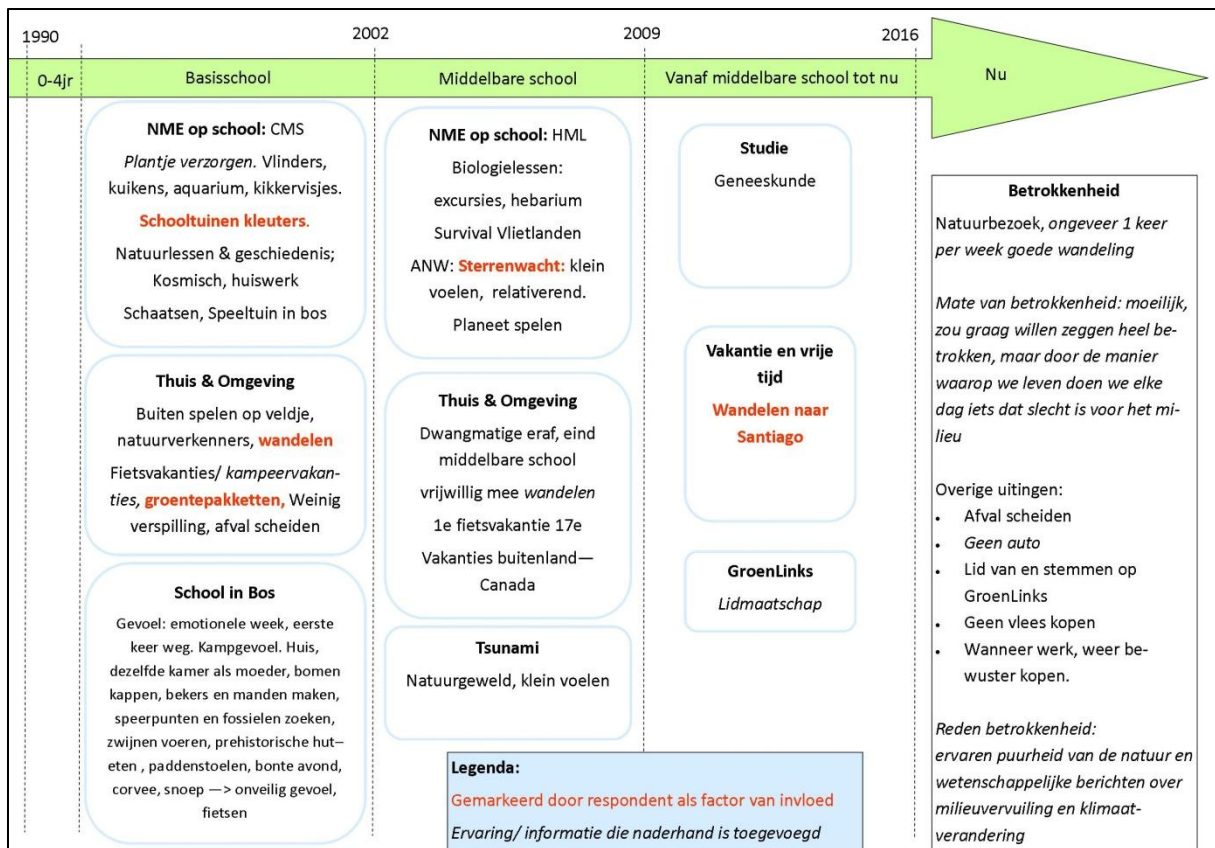 1990
2002
2009
2016
0-4jr
Basisschool
Middelbare school
Vanaf middelbare school tot nu
Nu
NME op school: CMS
Plantje verzorgen. Vlinders,
kuikens, aquarium, kikkervisjes.
Schooltuinen kleuters.
Natuurlessen & geschiedenis;
Kosmisch, huiswerk
Schaatsen, Speeltuin in bos
Thuis & Omgeving
Buiten spelen op veldje,
natuurverkenners, wandelen
Fietsvakanties/ kampeervakan-
ties, groentepakketten, Weinig
verspilling, afval scheiden
School in Bos
Gevoel: emotionele week, eerste
keer weg. Kampgevoel. Huis,
dezelfde kamer als moeder, bomen
kappen, bekers en manden maken,
speerpunten en fossielen zoeken,
zwijnen voeren, prehistorische hut–
eten , paddenstoelen, bonte avond,
corvee, snoep —> onveilig gevoel,
fietsen
NME op school: HML
Biologielessen:
excursies, hebarium
Survival Vlietlanden
ANW: Sterrenwacht: klein
voelen, relativerend.
Planeet spelen
Thuis & Omgeving
Dwangmatige eraf, eind
middelbare school
vrijwillig mee wandelen
1e fietsvakantie 17e
Vakanties buitenland—
Canada
Tsunami
Natuurgeweld, klein voelen
Studie
Geneeskunde
Vakantie en vrije
tijd
Wandelen naar
Santiago
GroenLinks
Lidmaatschap
Legenda:
Gemarkeerd door respondent als factor van invloed
Ervaring/ informatie die naderhand is toegevoegd
Betrokkenheid
Natuurbezoek, ongeveer 1 keer
per week goede wandeling
Mate van betrokkenheid: moeilijk,
zou graag willen zeggen heel be-
trokken, maar door de manier
waarop we leven doen we elke
dag iets dat slecht is voor het mi-
lieu
Overige uitingen:
• Afval scheiden
• Geen auto
• Lid van en stemmen op
GroenLinks
• Geen vlees kopen
• Wanneer werk, weer be-
wuster kopen.
Reden betrokkenheid:
ervaren puurheid van de natuur en
wetenschappelijke berichten over
milieuvervuiling en klimaat-
verandering